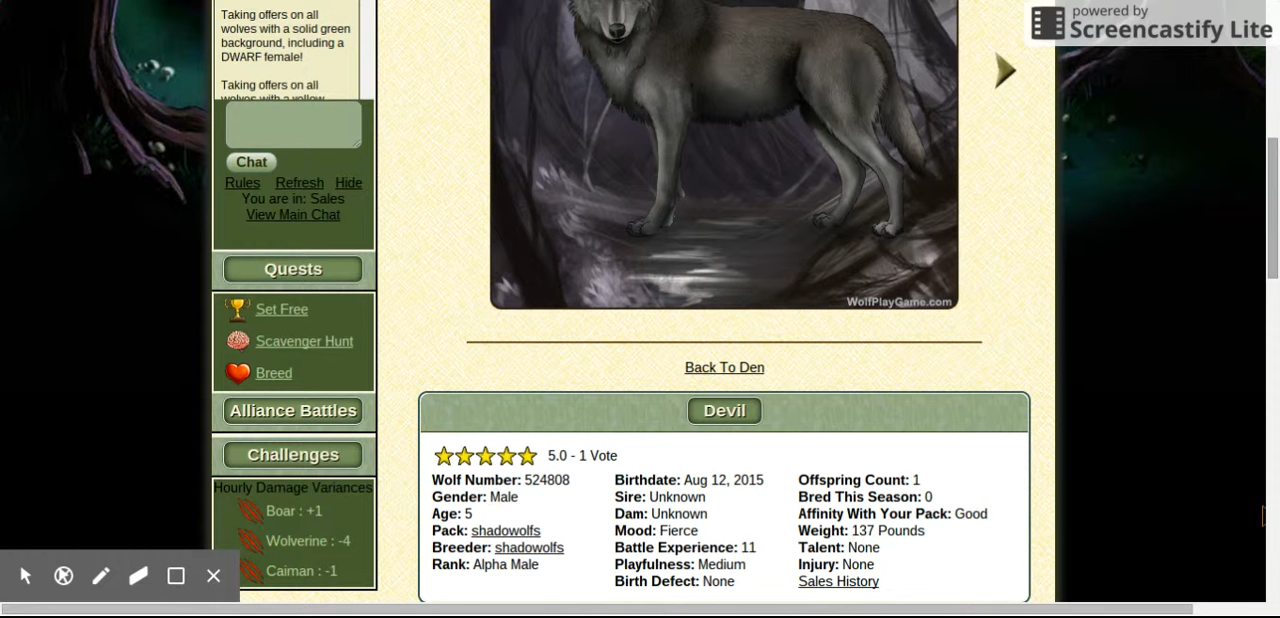 powered by
Screencastify Lite
Taking offers on all
wolves with a solid green
background, including a
DWARF female!
Taking offers on all
wolves with a yellow
Chat
Rules Refresh Hide
You are in: Sales
View Main Chat
Quests
Set Free
Scavenger Hunt
Breed
Alliance Battles
Challenges
Hourly Damage Variances
Boar : +1
Wolverine : -4
Caiman : -1
WolfPlayGame.com
Back To Den
Devil
5.0 - 1 Vote
Wolf Number: 524808
Gender: Male
Age: 5
Pack: shadowolfs
Breeder: shadowolfs
Rank: Alpha Male
Birthdate: Aug 12, 2015
Sire: Unknown
Dam: Unknown
Mood: Fierce
Battle Experience: 11
Playfulness: Medium
Birth Defect: None
Offspring Count: 1
Bred This Season: 0
Affinity With Your Pack: Good
Weight: 137 Pounds
Talent: None
Injury: None
Sales History